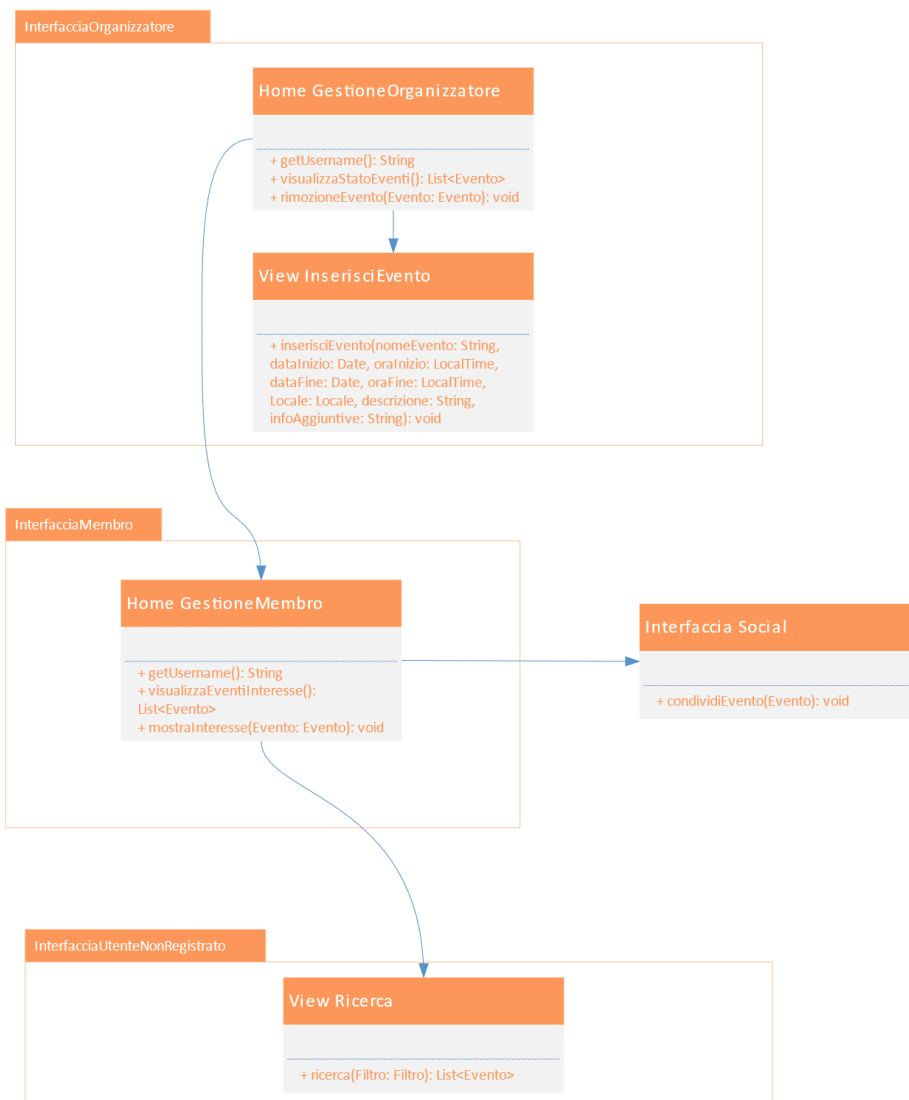 InterfacciaOrganizzatore
Home GestioneOrganizzatore
+ getUsername(): String
+ visualizzaStatoEventi(): List<Evento>
+ rimozioneEvento(Evento: Evento): void
View InserisciEvento
+ inserisciEvento(nomeEvento: String,
dataInizio: Date, oraInizio: LocalTime,
dataFine: Date, oraFine: LocalTime,
Locale: Locale, descrizione: String,
infoAggiuntive: String): void
InterfacciaMembro
Home GestioneMembro
+ getUsername(): String
+ visualizzaEventiInteresse():
List<Evento>
+ mostraInteresse(Evento: Evento): void
Interfaccia Social
+ condividiEvento(Evento): void
InterfacciaUtenteNonRegistrato
View Ricerca
+ ricerca(Filtro: Filtro): List<Evento>